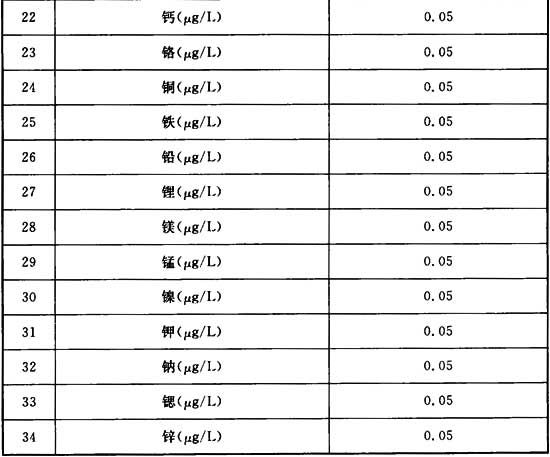 22 钙(μg/L) 0.05
23 铬(μg/L) 0.05
24 铜(μg/L) 0.05
25 铁(μg/L) 0.05
26 铅(μg/L) 0.05
27 锂(μg/L) 0.05
28 镁(μg/L) 0.05
29 锰(μg/L) 0.05
30 镍(μg/L) 0.05
31 钾(μg/L) 0.05
32 钠(μg/L) 0.05
33 锶(μg/L) 0.05
34 锌(μg/L) 0.05